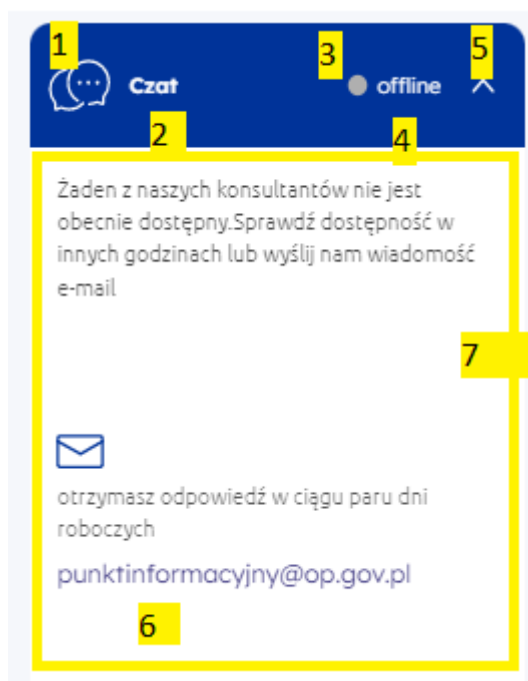 1
3
5
Czat
offline
2
4
Żaden z naszych konsultantów nie jest
obecnie dostępny.Sprawdź dostępność w
innych godzinach lub wyślij nam wiadomość
e-mail
7
otrzymasz odpowiedź w ciągu paru dni
roboczych
punktinformacyjny@op.gov.pl
6